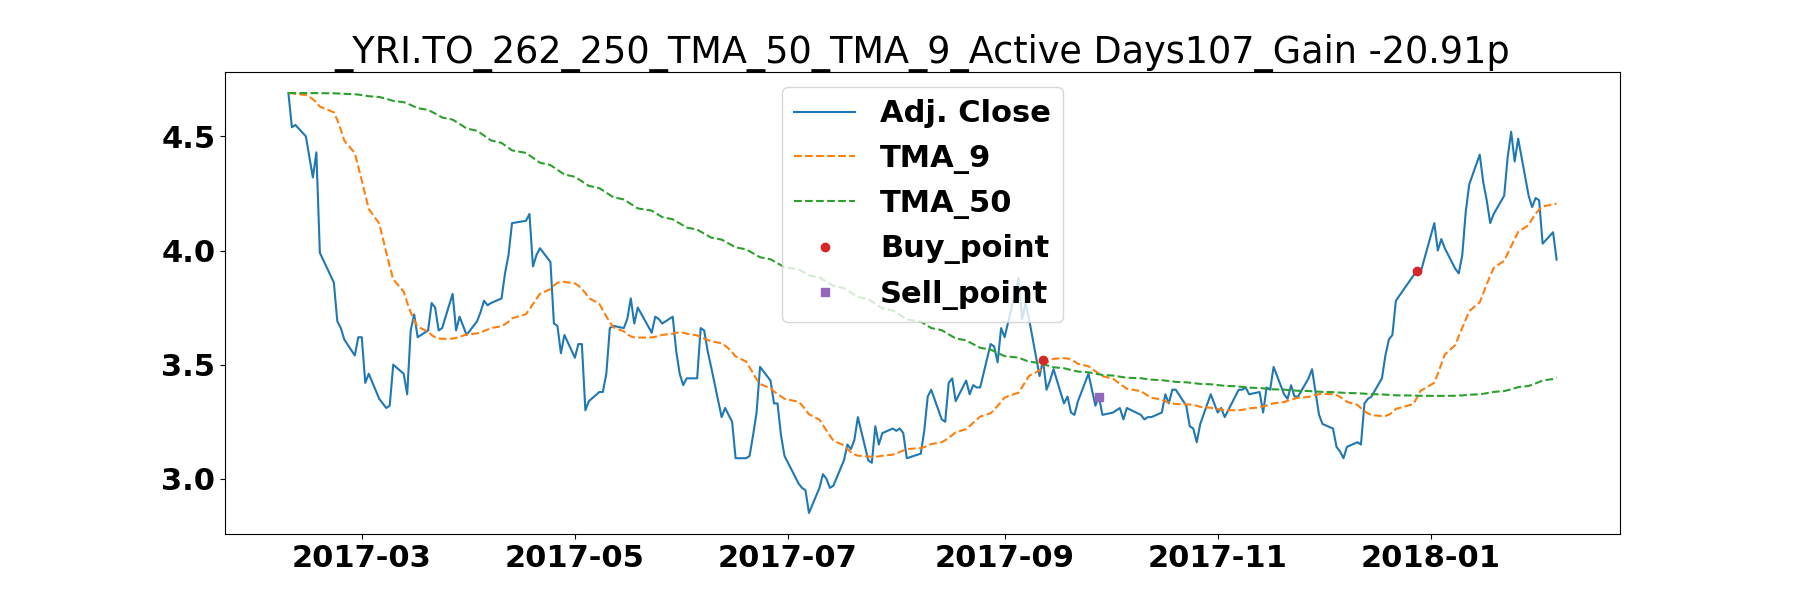 _YRI.TO_262_250_TMA_50_TMA_9_Active Days107_Gain -20.91p
Adj. Close
TMA_9
TMA_50
Buy_point
Sell_point
4.5
4.0
3.5
3.0
2017-03 2017-05 2017-07 2017-09 2017-11 2018-01